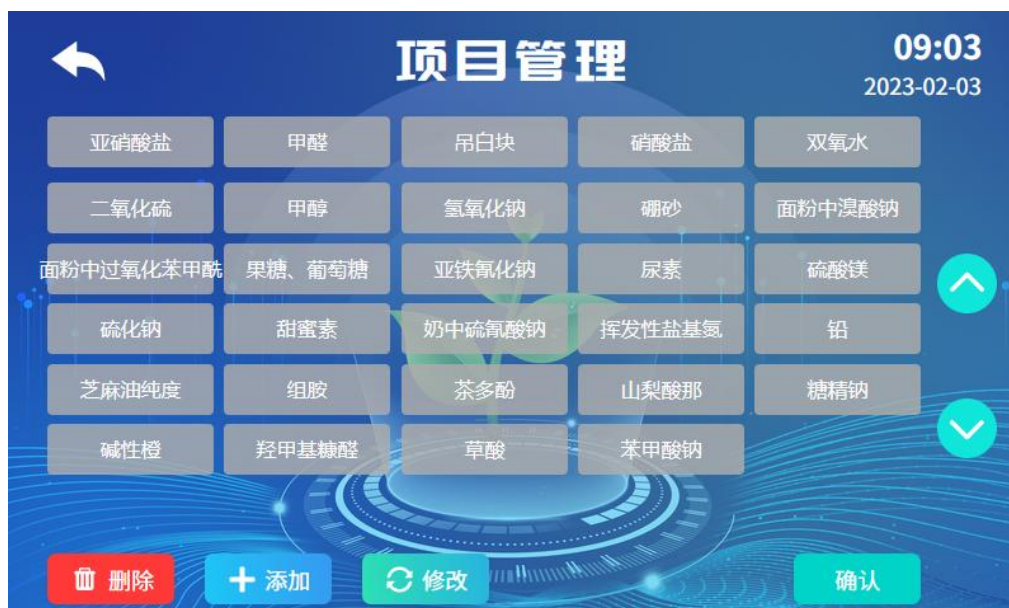 项目管理
09:03
2023-02-03
亚硝酸盐 甲醛 吊白块 硝酸盐 双氧水
二氧化硫 甲醇 氢氧化钠 硼砂 面粉中溴酸钠
面粉中过氧化苯甲酰 果糖、葡萄糖 亚铁氰化钠 尿素 硫酸镁
硫化钠 甜蜜素 奶中硫氰酸钠 挥发性盐基氮 铅
芝麻油纯度 组胺 茶多酚 山梨酸那 糖精钠
碱性橙 羟甲基糠醛 草酸 苯甲酸钠
删除 添加 修改 确认